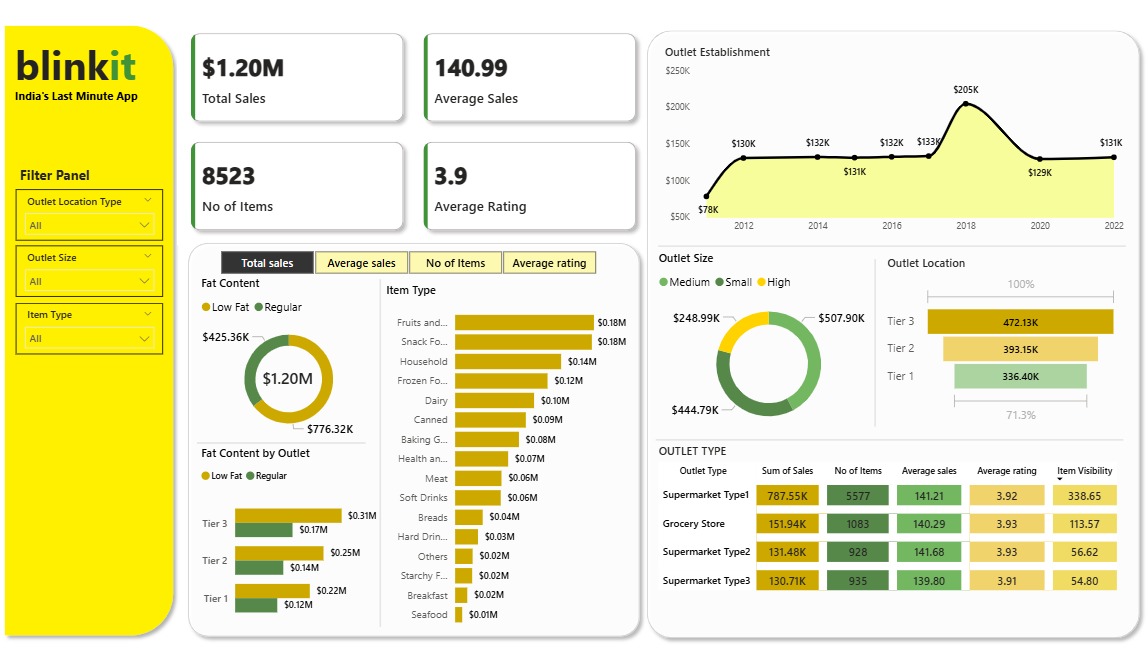 blinkit
India's Last Minute App
Filter Panel
Outlet Location Type
All
Outlet Size
All
Item Type
All
$1.20M
Total Sales
140.99
Average Sales
8523
No of Items
3.9
Average Rating
Total sales
Average sales
No of Items
Average rating
Fat Content
Low Fat Regular
$425.36K
$1.20M
$776.32K
Fat Content by Outlet
Low Fat Regular
Tier 3 $0.31M
$0.17M
Tier 2 $0.25M
$0.14M
Tier 1 $0.22M
$0.12M
Item Type
Fruits and... $0.18M
Snack Fo... $0.18M
Household $0.14M
Frozen Fo... $0.12M
Dairy $0.10M
Canned $0.09M
Baking G... $0.08M
Health an... $0.07M
Meat $0.06M
Soft Drinks $0.06M
Breads $0.04M
Hard Drin... $0.03M
Others $0.02M
Starchy F... $0.02M
Breakfast $0.02M
Seafood $0.01M
Outlet Establishment
$250K
$200K
$150K
$100K
$50K
$78K
$130K
$132K
$131K
$132K
$133K
$205K
$129K
$131K
2012 2014 2016 2018 2020 2022
Outlet Size
Medium Small High
$248.99K
$507.90K
$444.79K
Outlet Location
100%
Tier 3 472.13K
Tier 2 393.15K
Tier 1 336.40K
71.3%
OUTLET TYPE
Outlet Type Sum of Sales No of Items Average sales Average rating Item Visibility
Supermarket Type1 787.55K 5577 141.21 3.92 338.65
Grocery Store 151.94K 1083 140.29 3.93 113.57
Supermarket Type2 131.48K 928 141.68 3.93 56.62
Supermarket Type3 130.71K 935 139.80 3.91 54.80